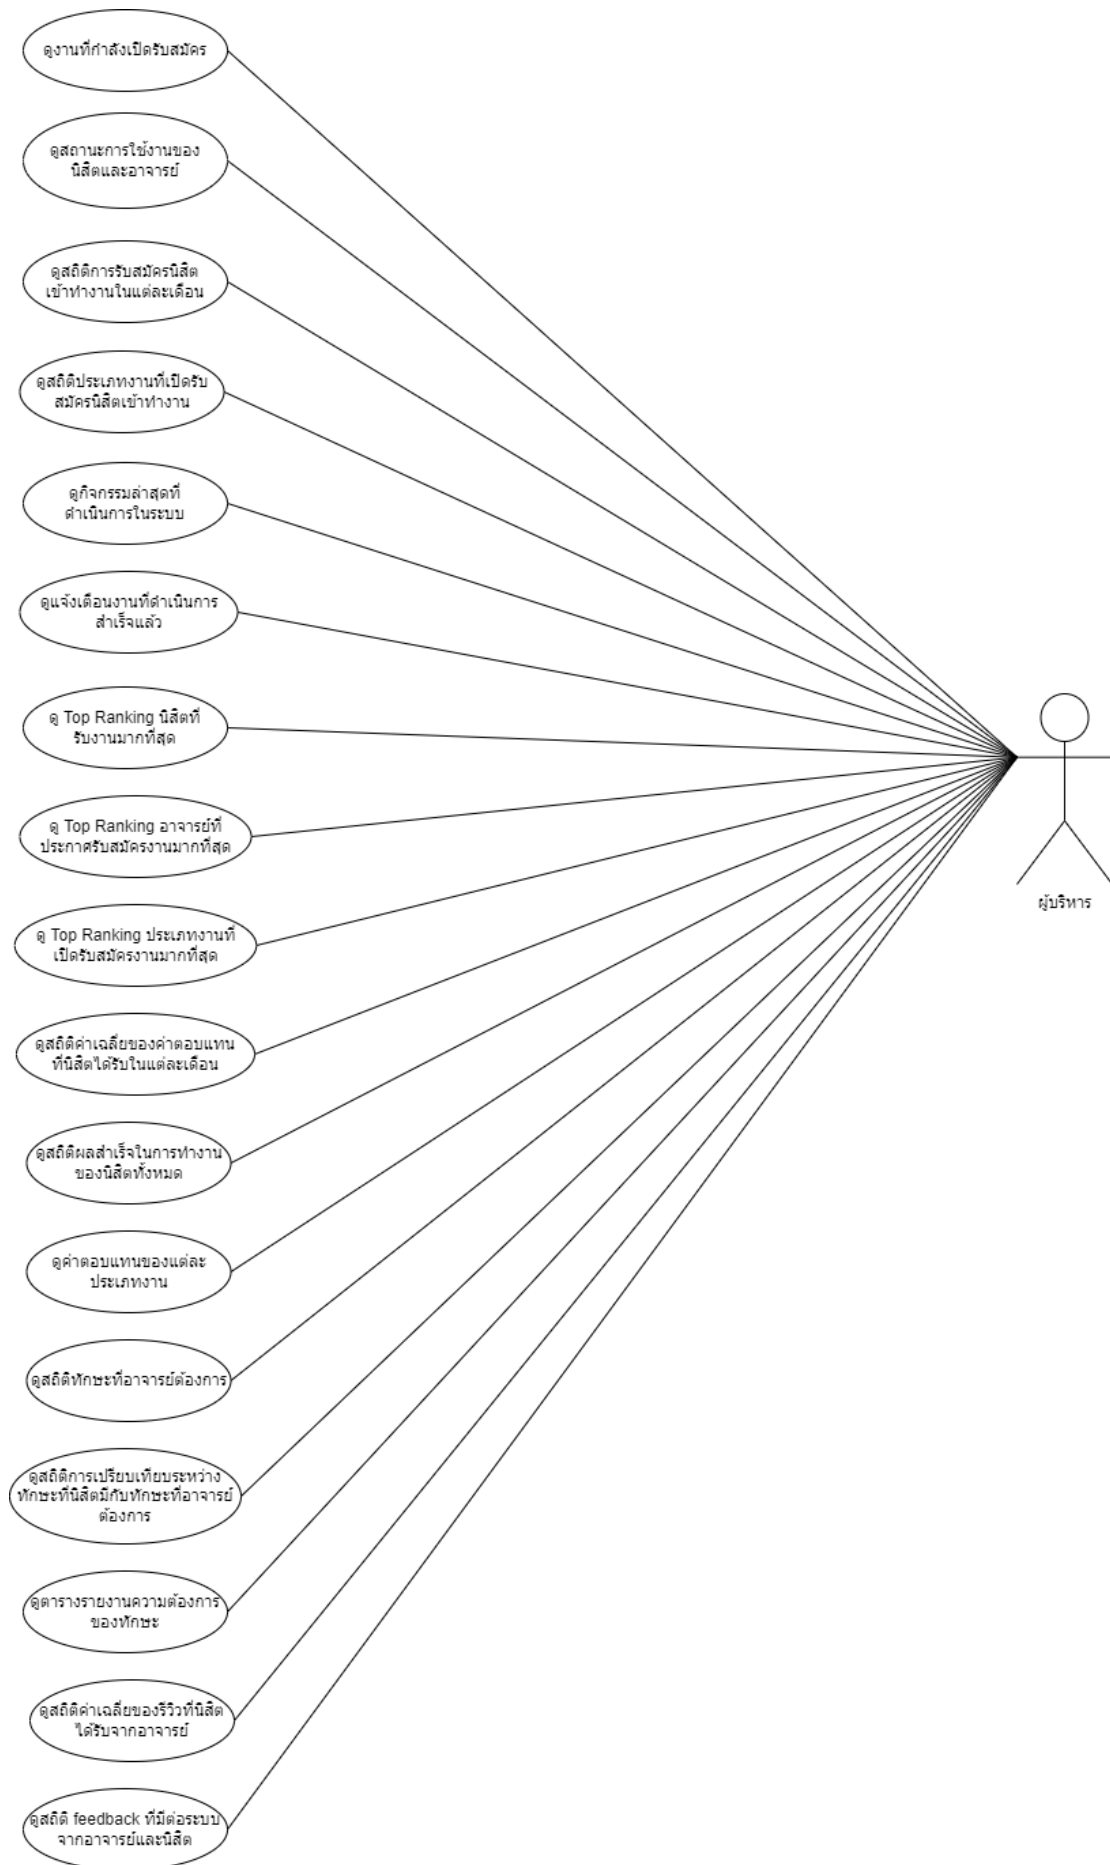 ดูงานที่กำลังเปิดรับสมัคร
ดูสถานะการใช้งานของ
นิสิตและอาจารย์
ดูสถิติการรับสมัครนิสิต
เข้าทำงานในแต่ละเดือน
ดูสถิติประเภทงานที่เปิดรับ
สมัครนิสิตเข้าทำงาน
ดูกิจกรรมล่าสุดที่
ดำเนินการในระบบ
ดูแจ้งเตือนงานที่ดำเนินการ
สำเร็จแล้ว
ดู Top Ranking นิสิตที่
รับงานมากที่สุด
ดู Top Ranking อาจารย์ที่
ประกาศรับสมัครงานมากที่สุด
ผู้บริหาร
ดู Top Ranking ประเภทงานที่
เปิดรับสมัครงานมากที่สุด
ดูสถิติค่าเฉลี่ยของค่าตอบแทน
ที่นิสิตได้รับในแต่ละเดือน
ดูสถิติผลสำเร็จในการทำงาน
ของนิสิตทั้งหมด
ดูค่าตอบแทนของแต่ละ
ประเภทงาน
ดูสถิติทักษะที่อาจารย์ต้องการ
ดูสถิติการเปรียบเทียบระหว่าง
ทักษะที่นิสิตมีกับทักษะที่อาจารย์
ต้องการ
ดูตารางรายงานความต้องการ
ของทักษะ
ดูสถิติค่าเฉลี่ยของรีวิวที่นิสิต
ได้รับจากอาจารย์
ดูสถิติ feedback ที่มีต่อระบบ
จากอาจารย์และนิสิต